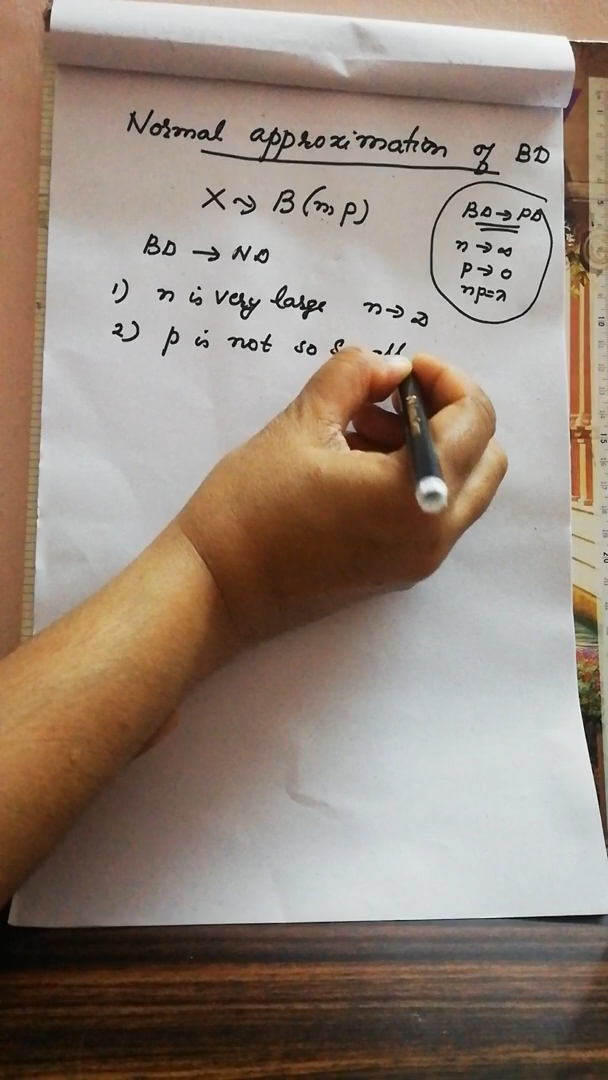 Normal approximation of BD
X → B(n, p)
BD → ND
1) n is very large n → ∞
2) p is not so
BD → PD
n → ∞
p → 0
np = λ